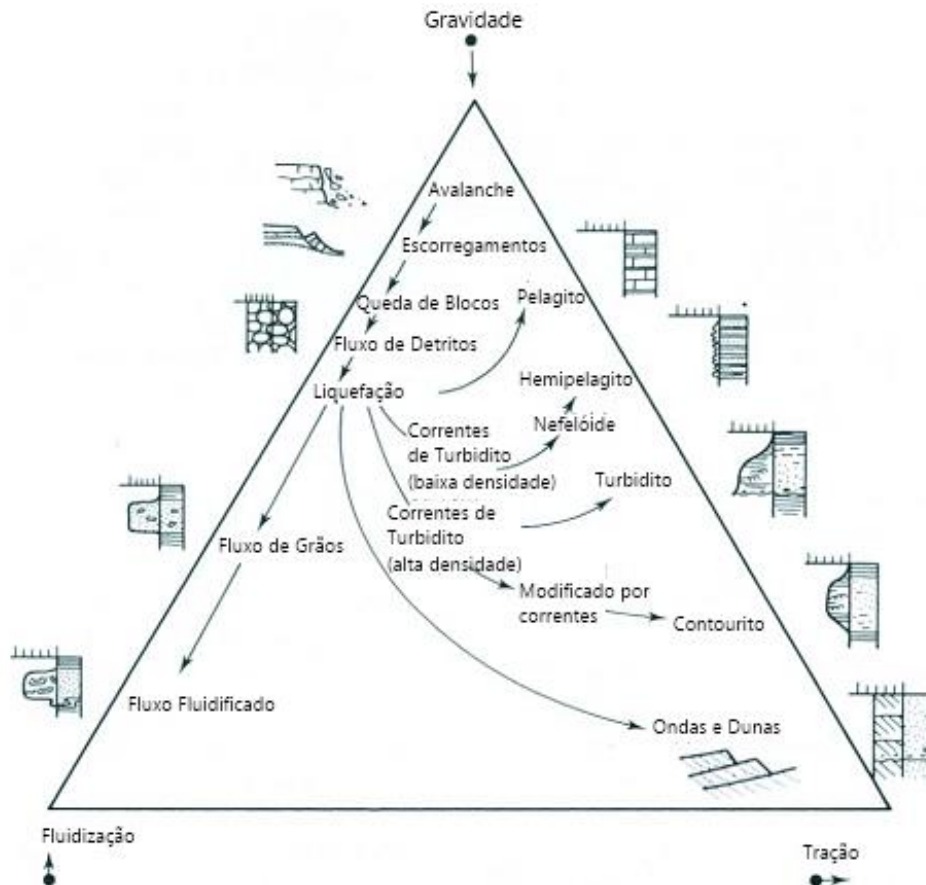 Gravidade
Avalanche
Escorregamentos
Queda de Blocos
Pelagito
Fluxo de Detritos
Liquefação
Hemipelagito
Nefelóide
Correntes
de Turbidito
(baixa densidade)
Turbidito
Correntes de
Turbidito
(alta densidade)
Fluxo de Grãos
Modificado por
correntes
Contourito
Fluxo Fluidificado
Ondas e Dunas
Fluidização
Tração